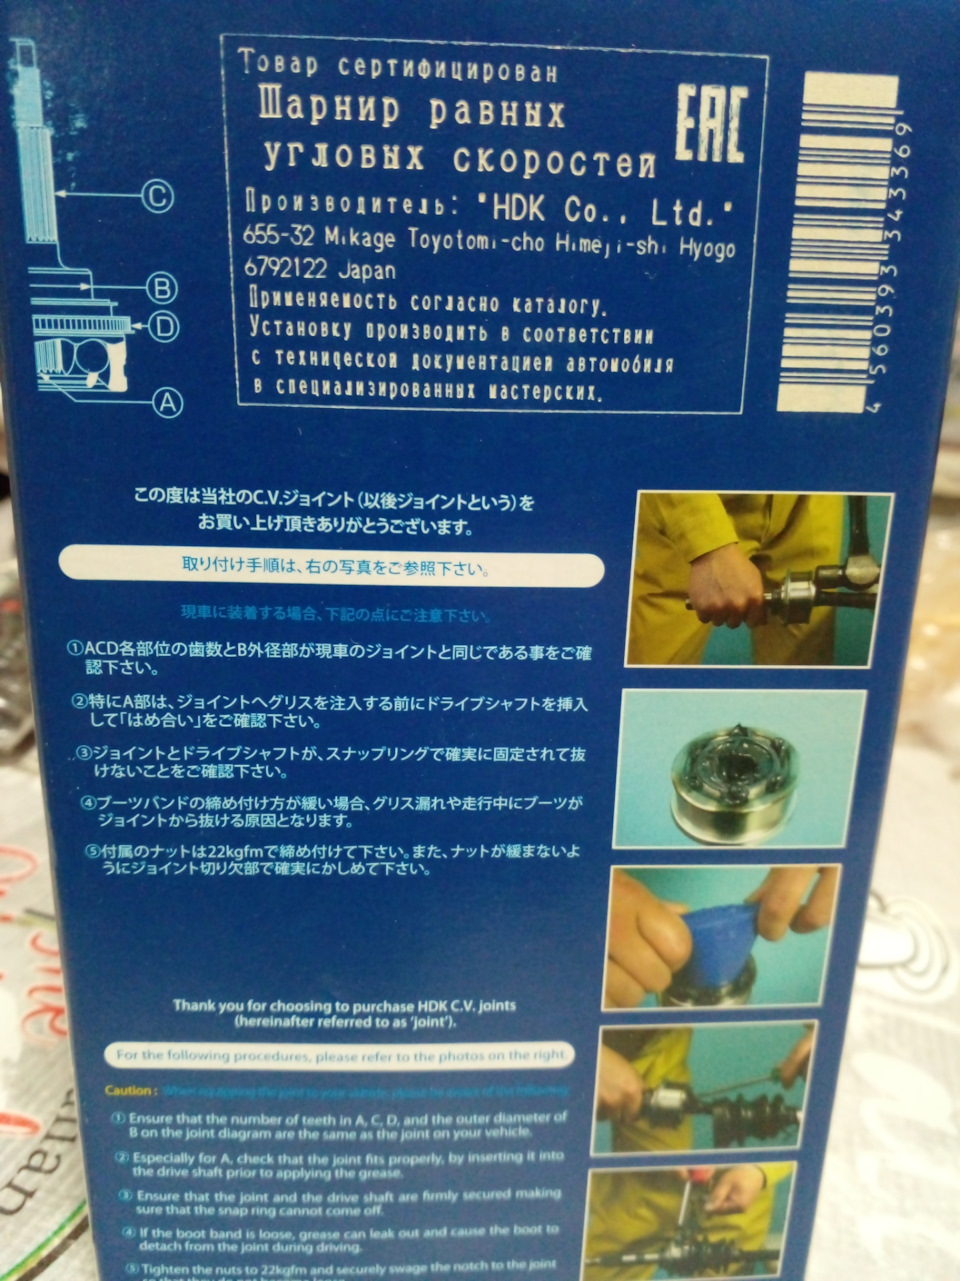 Товар сертифицирован
Шарнир равных
угловых скоростей
EAC
Производитель: "HDK Co., Ltd."
655-32 Mikage Toyotomi-cho Himeji-shi Hyogo
6792122 Japan
Применяемость согласно каталогу.
Установку производить в соответствии
с технической документацией автомобиля
в специализированных мастерских.
4 560393 343369
C
B
D
A
この度は当社のC.V.ジョイント(以後ジョイントという)を
お買い上げ頂きありがとうございます。
取り付け手順は、右の写真をご参照下さい。
現車に装着する場合、下記の点にご注意下さい。
①ACD各部位の歯数とB外径部が現車のジョイントと同じである事をご確
認下さい。
②特にA部は、ジョイントへグリスを注入する前にドライブシャフトを挿入
して「はめ合い」をご確認下さい。
③ジョイントとドライブシャフトが、スナップリングで確実に固定されて抜
けないことをご確認下さい。
④ブーツバンドの締め付け方が緩い場合、グリス漏れや走行中にブーツが
ジョイントから抜ける原因となります。
⑤付属のナットは22kgfmで締め付けて下さい。また、ナットが緩まないよ
うにジョイント切り欠部で確実にかしめて下さい。
Thank you for choosing to purchase HDK C.V. joints
(hereinafter referred to as 'joint').
For the following procedures, please refer to the photos on the right.
Caution :
① Ensure that the number of teeth in A, C, D, and the outer diameter of
B on the joint diagram are the same as the joint on your vehicle.
② Especially for A, check that the joint fits properly, by inserting it into
the drive shaft prior to applying the grease.
③ Ensure that the joint and the drive shaft are firmly secured making
sure that the snap ring cannot come off.
④ If the boot band is loose, grease can leak out and cause the boot to
detach from the joint during driving.
⑤ Tighten the nuts to 22kgfm and securely swage the notch to the joint